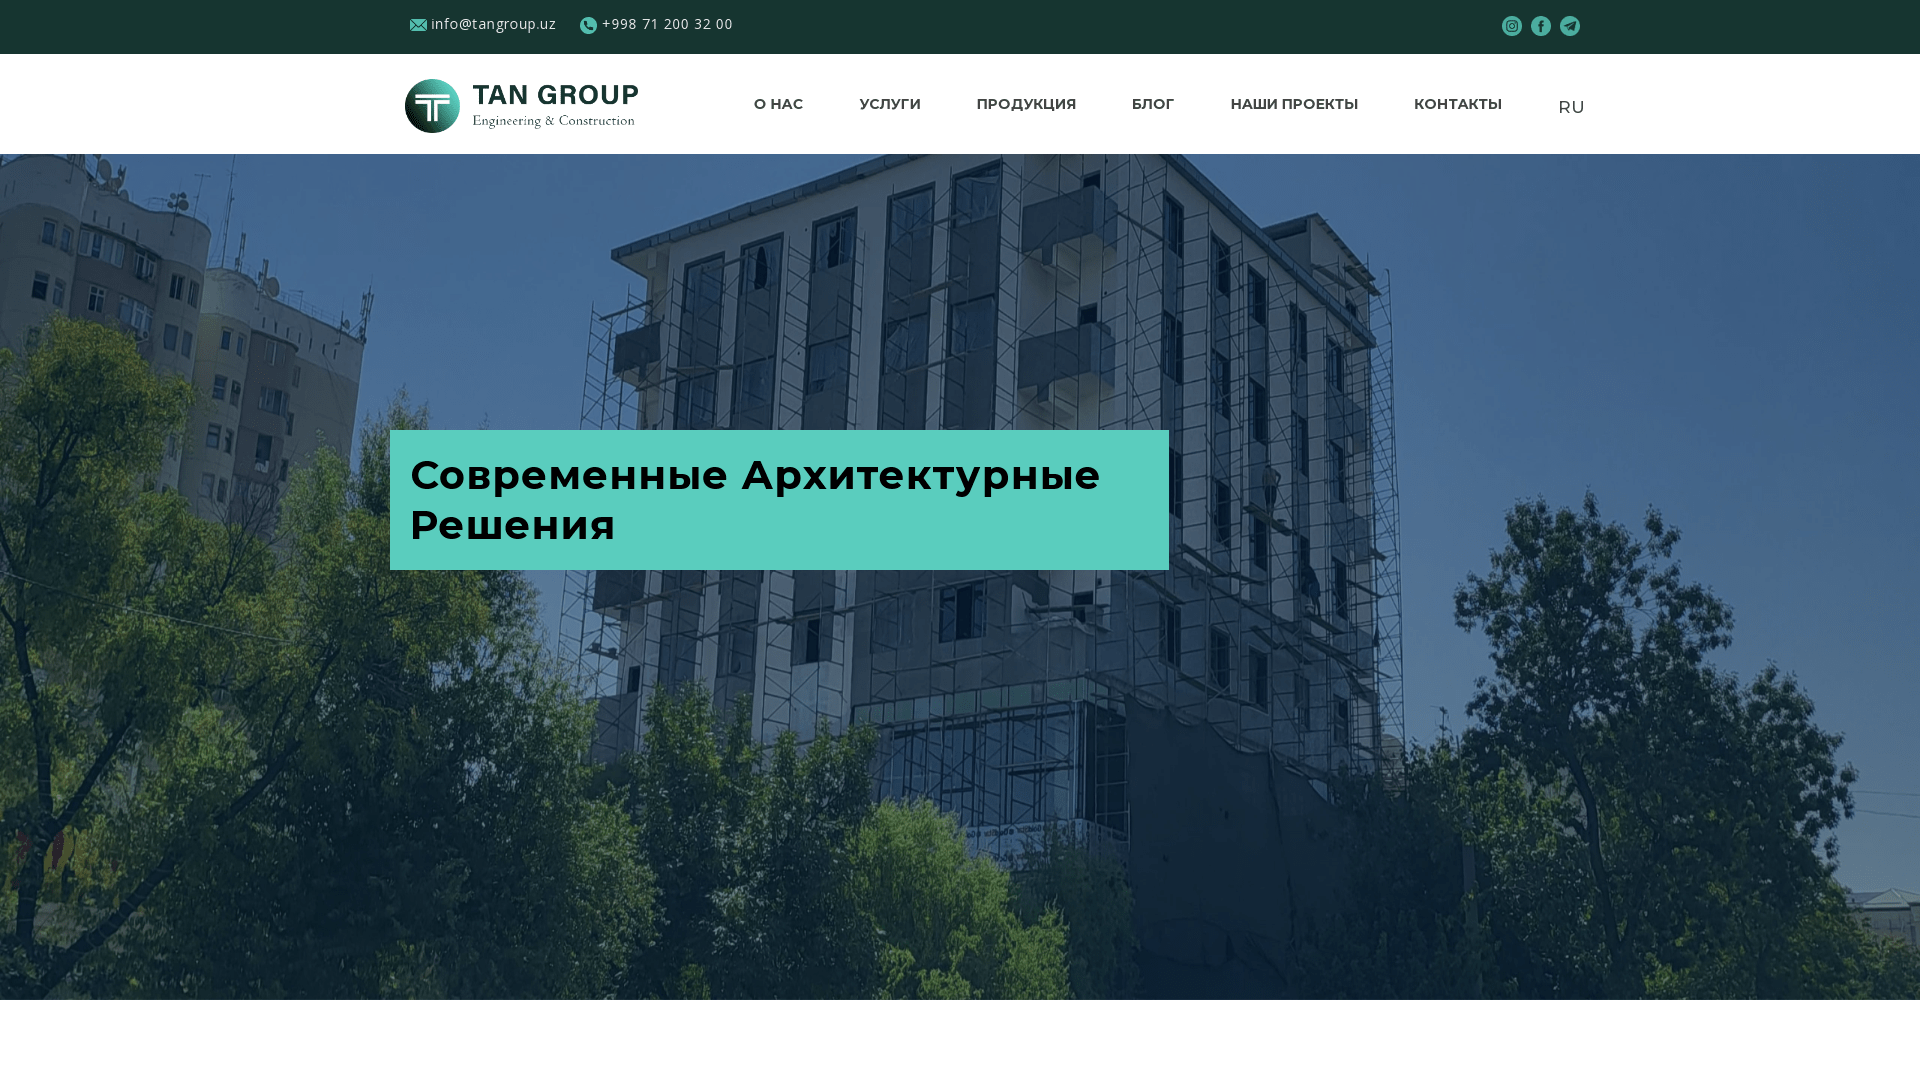 info@tangroup.uz +998 71 200 32 00
TAN GROUP
Engineering & Construction
О НАС УСЛУГИ ПРОДУКЦИЯ БЛОГ НАШИ ПРОЕКТЫ КОНТАКТЫ RU
Современные Архитектурные
Решения